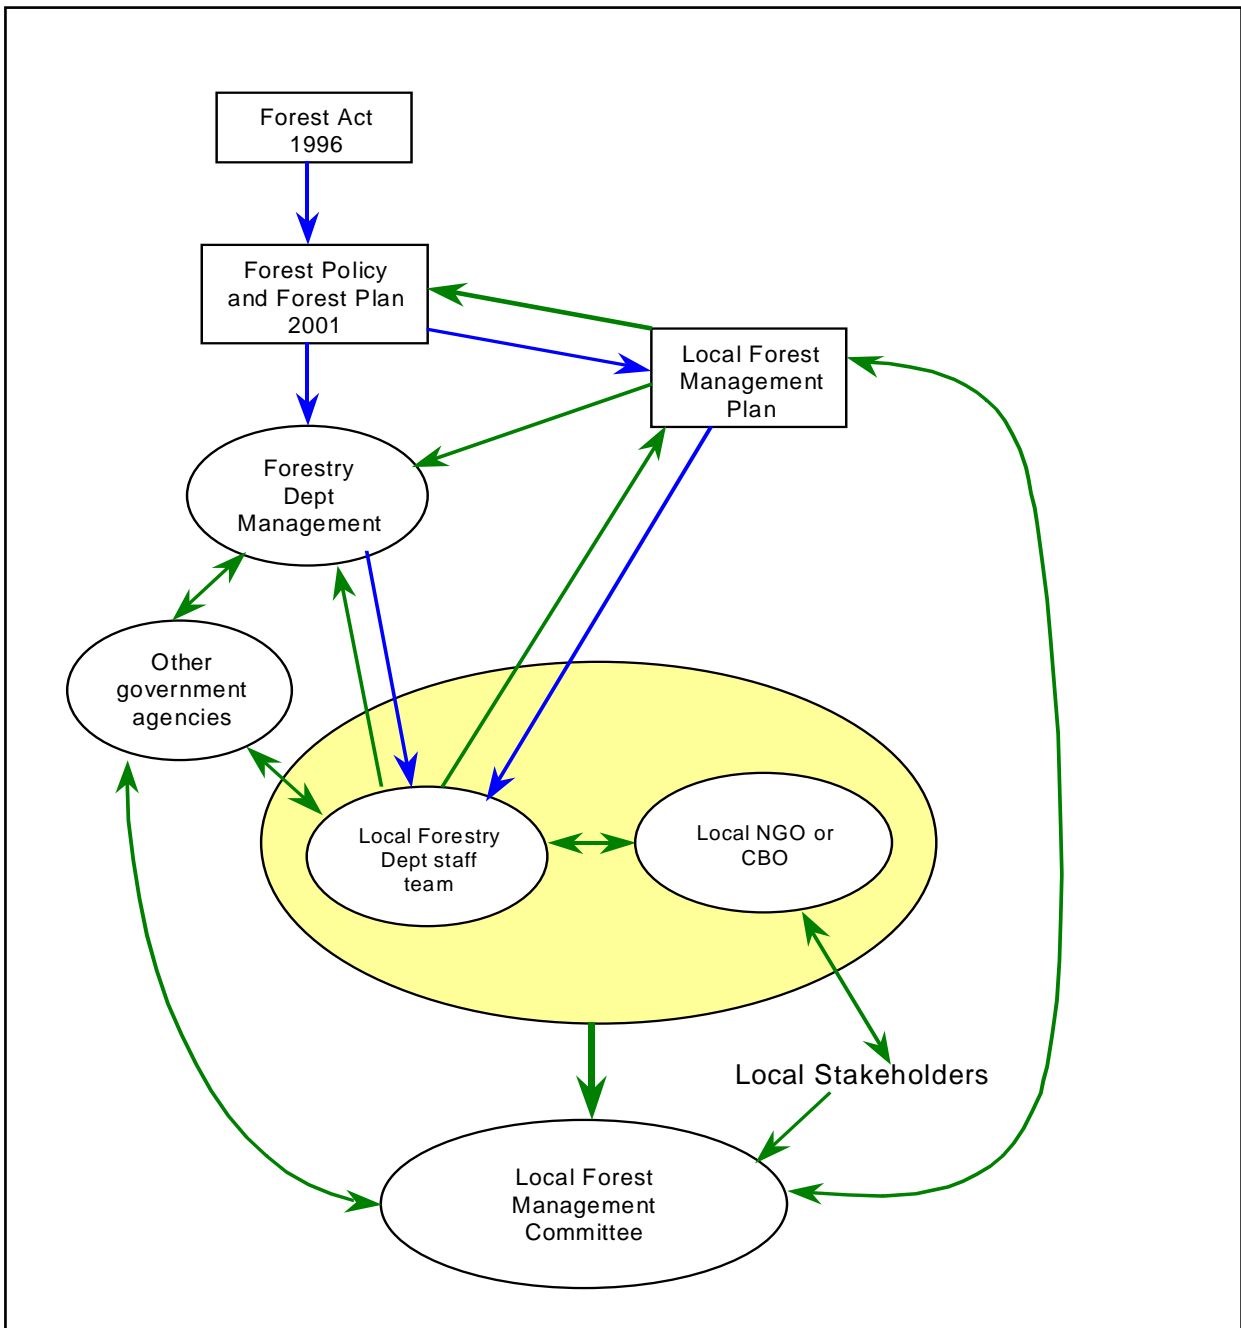 Forest Act
1996
Forest Policy
and Forest Plan
2001
Local Forest
Management
Plan
Forestry
Dept
Management
Other
government
agencies
Local Forestry
Dept staff
team
Local NGO or
CBO
Local Stakeholders
Local Forest
Management
Committee